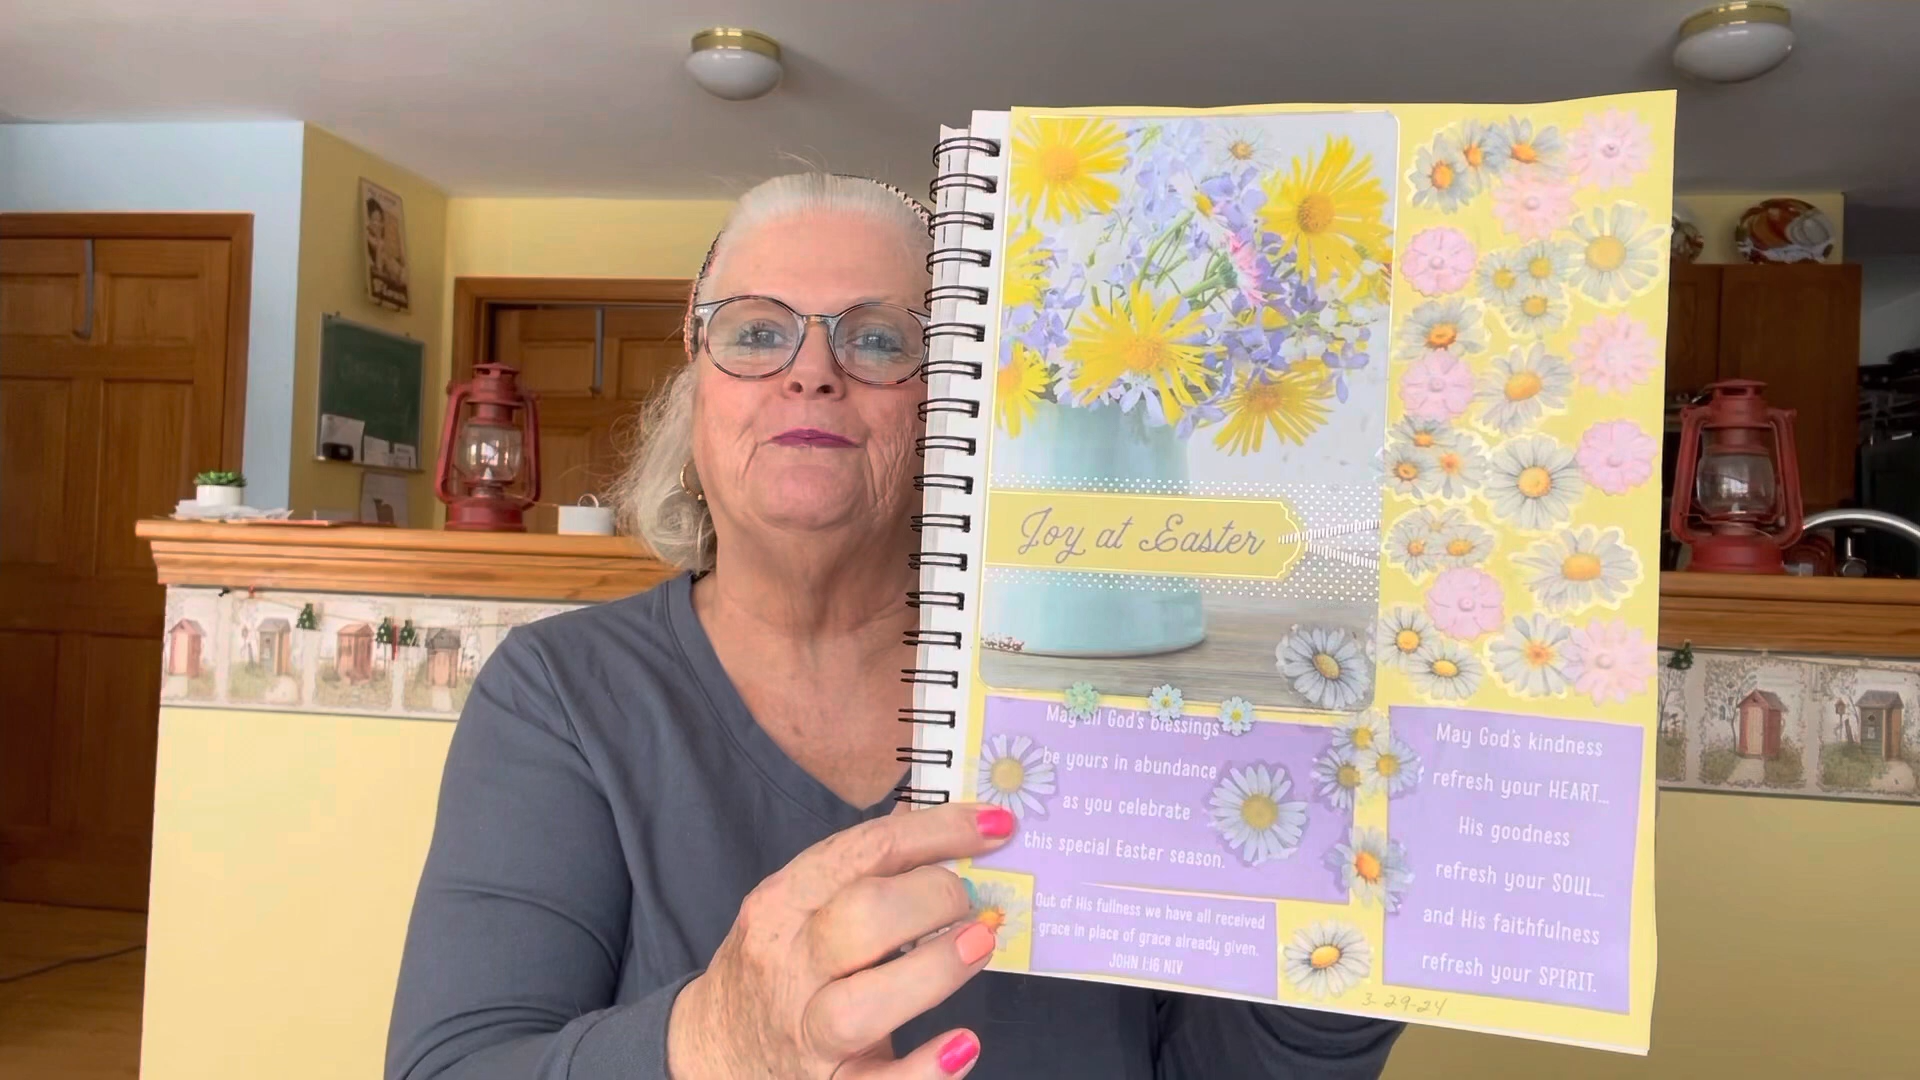 Joy at Easter
May all God's blessings
be yours in abundance
as you celebrate
this special Easter season.
Out of His fullness we have all received
grace in place of grace already given.
JOHN 1:16 NIV
May God's kindness
refresh your HEART...
His goodness
refresh your SOUL...
and His faithfulness
refresh your SPIRIT.
3-29-24